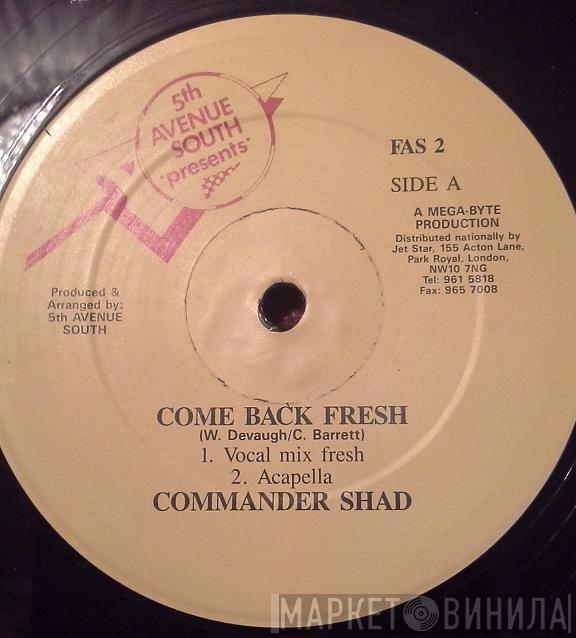 5th
AVENUE
SOUTH
"presents"
FAS 2
SIDE A
A MEGA-BYTE
PRODUCTION
Distributed nationally by
Jet Star, 155 Acton Lane,
Park Royal, London,
NW10 7NG
Tel: 961 5818
Fax: 965 7008
Produced &
Arranged by:
5th AVENUE
SOUTH
COME BACK FRESH
(W. Devaugh/C. Barrett)
1. Vocal mix fresh
2. Acapella
COMMANDER SHAD
МАРКЕТ ВИНИЛА